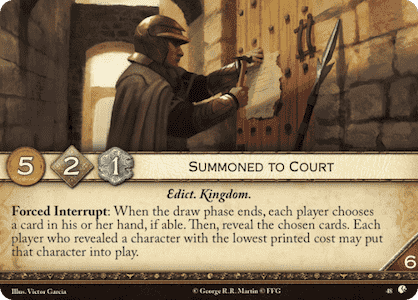 5 2 1 SUMMONED TO COURT
Edict. Kingdom.
Forced Interrupt: When the draw phase ends, each player chooses
a card in his or her hand, if able. Then, reveal the chosen cards. Each
player who revealed a character with the lowest printed cost may put
that character into play.
6
Illus. Victor Garcia © George R.R. Martin © FFG 48